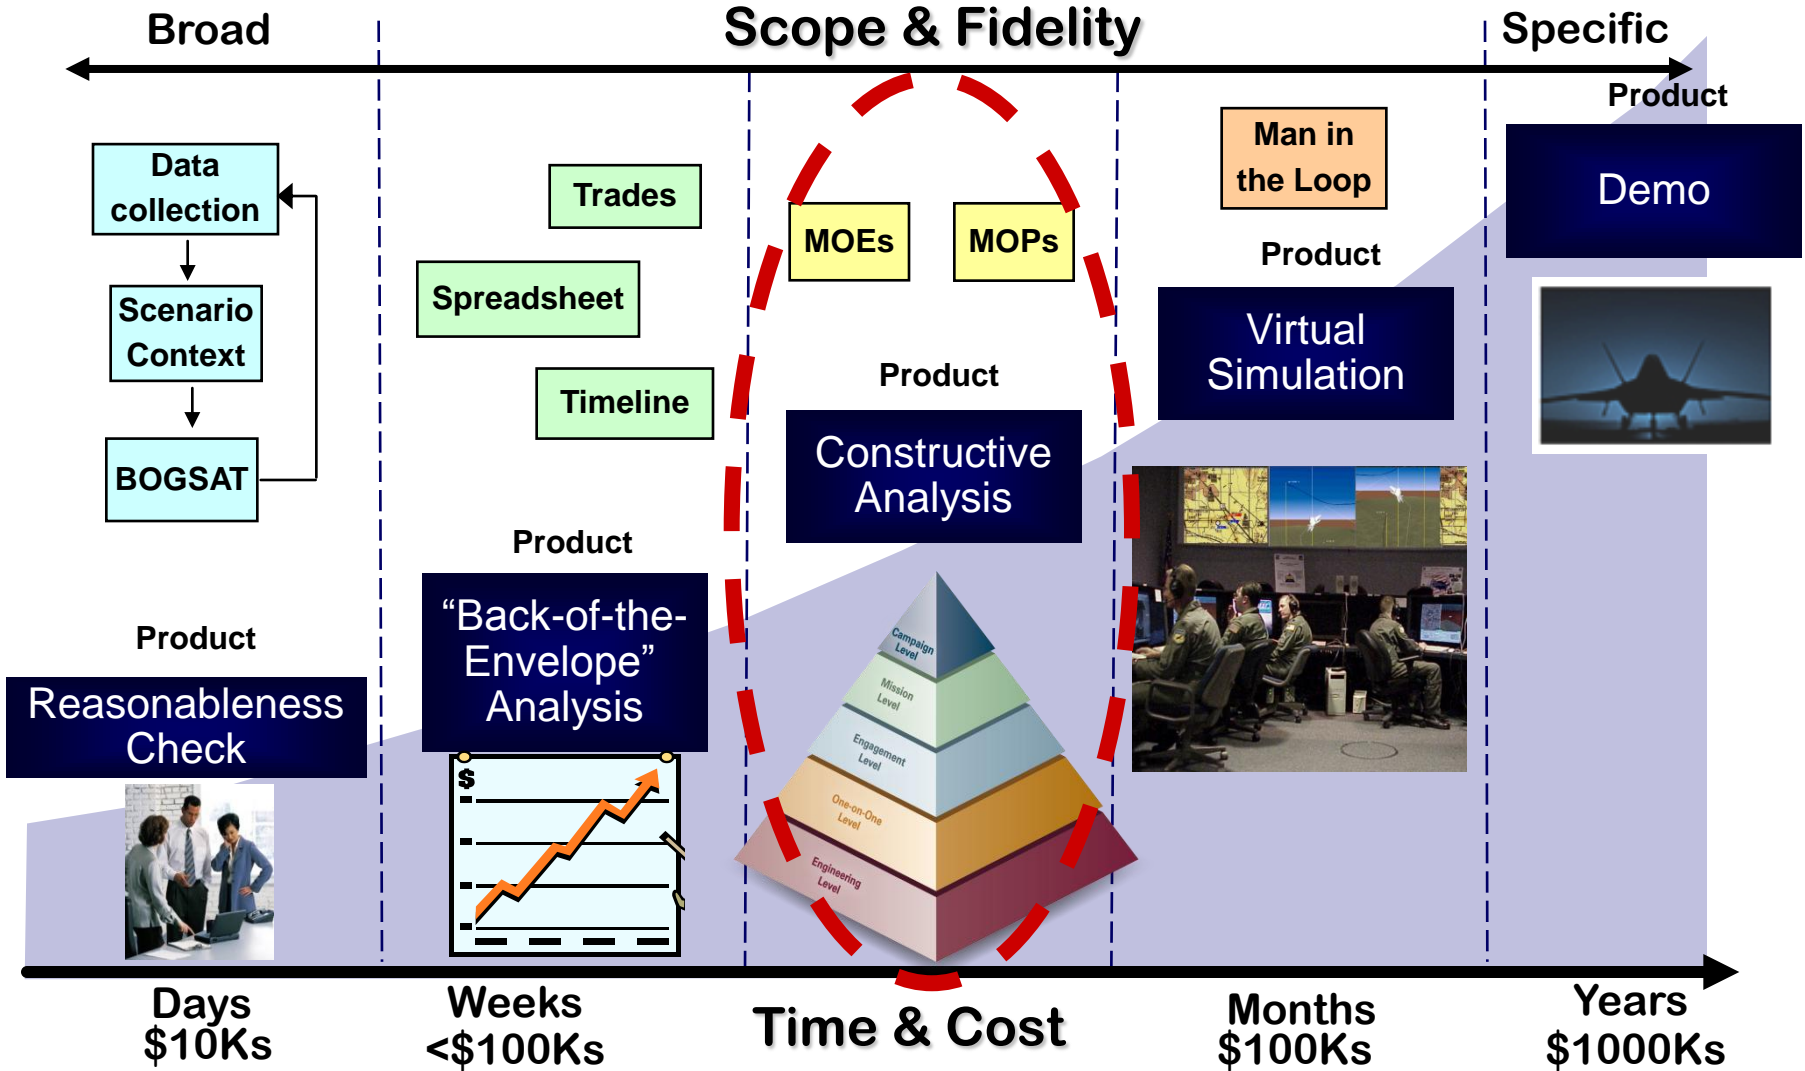 Broad
Scope & Fidelity
Specific
Data
collection
Scenario
Context
BOGSAT
Product
Reasonableness
Check
Trades
Spreadsheet
Timeline
Product
“Back-of-the-
Envelope”
Analysis
$
MOEs
MOPs
Product
Constructive
Analysis
Campaign
Level
Mission
Level
Engagement
Level
One-on-One
Level
Engineering
Level
Man in
the Loop
Product
Virtual
Simulation
Product
Demo
Days
$10Ks
Weeks
<$100Ks
Time & Cost
Months
$100Ks
Years
$1000Ks